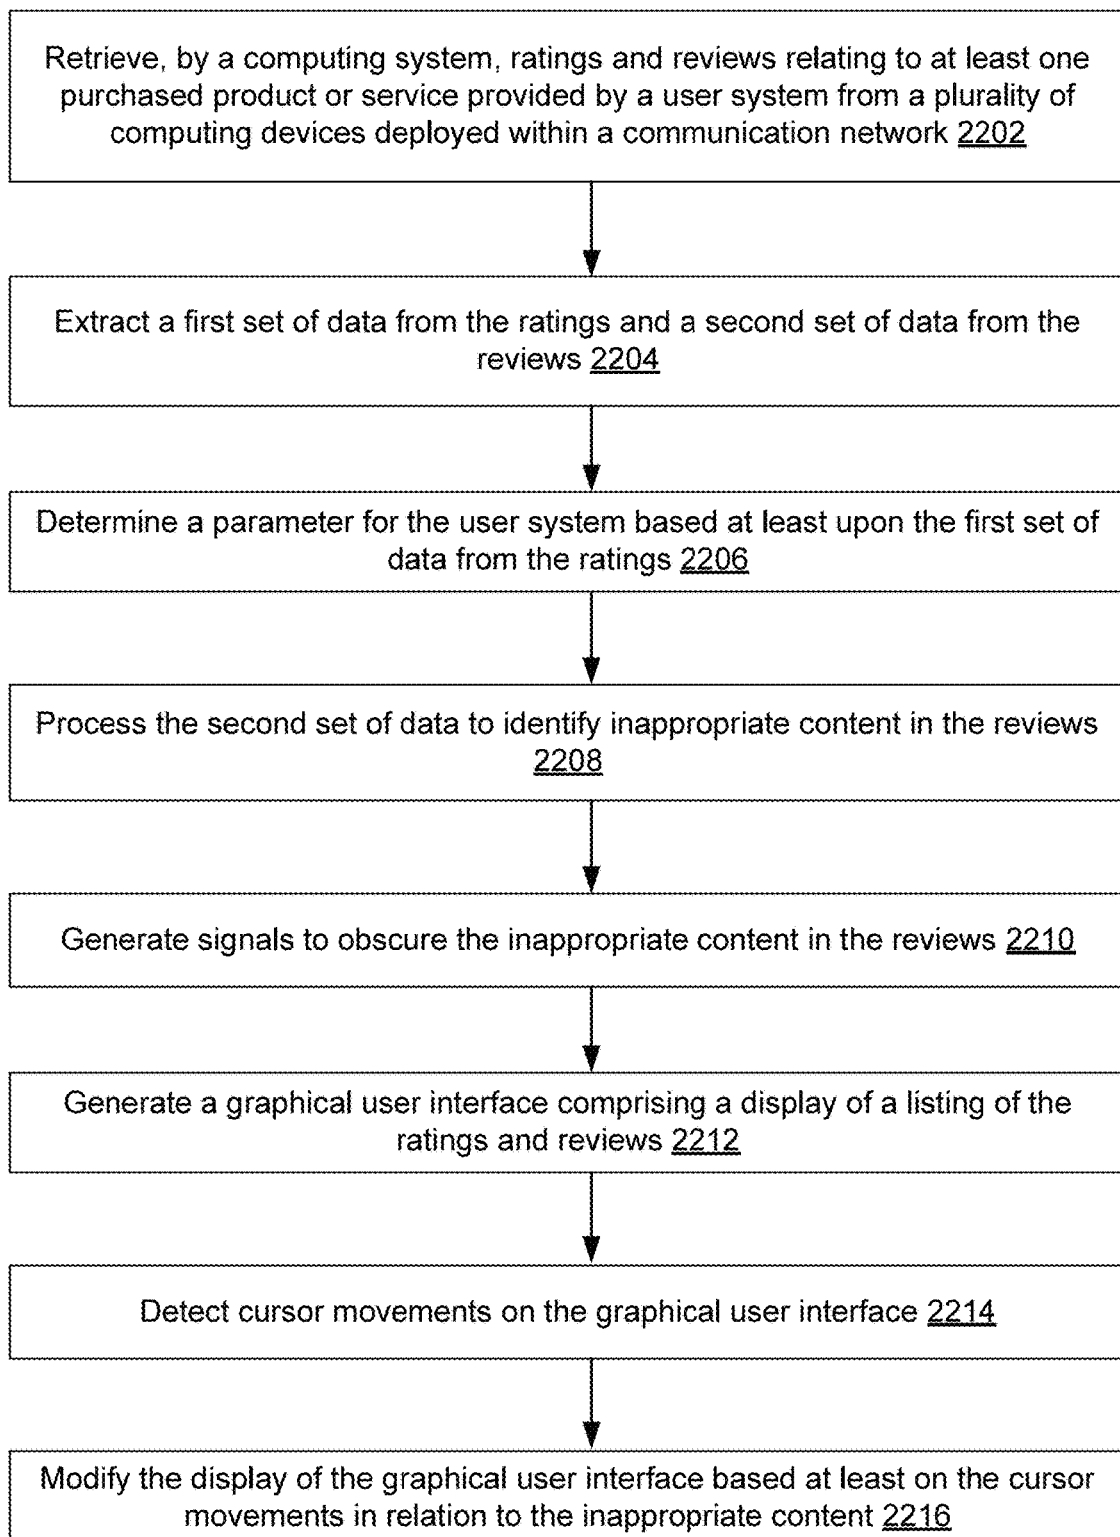 Retrieve, by a computing system, ratings and reviews relating to at least one
purchased product or service provided by a user system from a plurality of
computing devices deployed within a communication network 2202
Extract a first set of data from the ratings and a second set of data from the
reviews 2204
Determine a parameter for the user system based at least upon the first set of
data from the ratings 2206
Process the second set of data to identify inappropriate content in the reviews
2208
Generate signals to obscure the inappropriate content in the reviews 2210
Generate a graphical user interface comprising a display of a listing of the
ratings and reviews 2212
Detect cursor movements on the graphical user interface 2214
Modify the display of the graphical user interface based at least on the cursor
movements in relation to the inappropriate content 2216